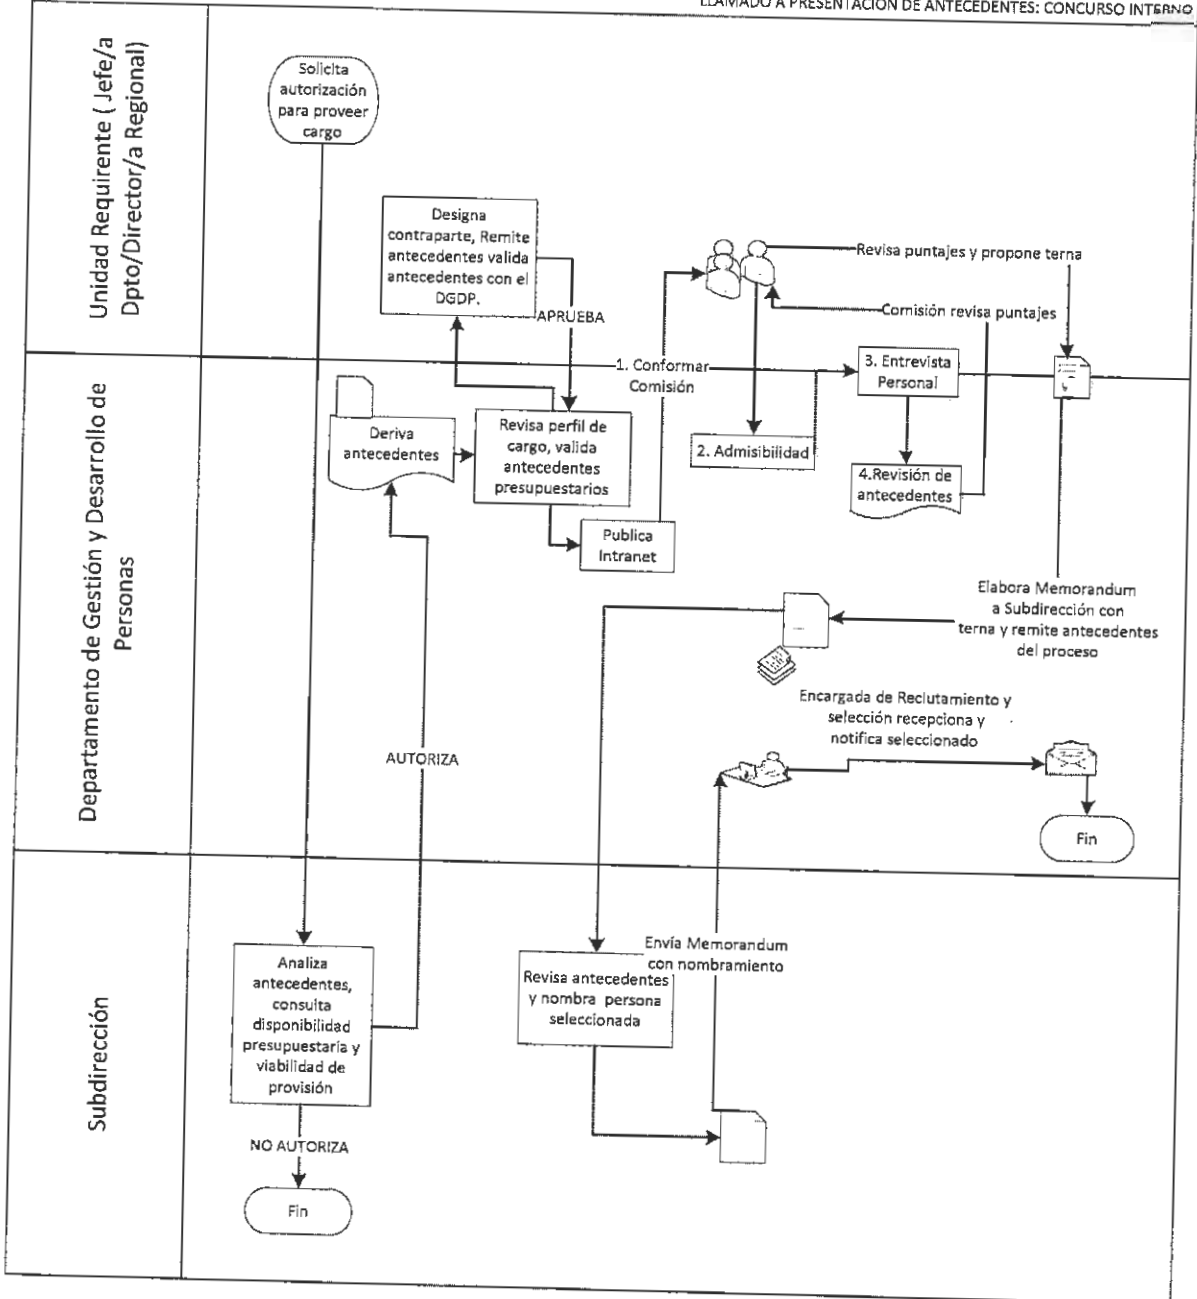 LLAMADO A PRESENTACIÓN DE ANTECEDENTES: CONCURSO INTERNO
Unidad Requirente ( Jefe/a
Dpto/Director/a Regional)
Solicita
autorización
para proveer
cargo
Designa
contraparte, Remite
antecedentes valida
antecedentes con el
DGDP.
APRUEBA
Revisa puntajes y propone terna
Comisión revisa puntajes
1. Conformar
Comisión
3. Entrevista
Personal
Departamento de Gestión y Desarrollo de
Personas
Deriva
antecedentes
Revisa perfil de
cargo, valida
antecedentes
presupuestarios
2. Admisibilidad
4.Revisión de
antecedentes
Publica
Intranet
Elabora Memorandum
a Subdirección con
terna y remite antecedentes
del proceso
Encargada de Reclutamiento y
selección recepciona y
notifica seleccionado
AUTORIZA
Fin
Subdirección
Analiza
antecedentes,
consulta
disponibilidad
presupuestaría y
viabilidad de
provisión
Envía Memorandum
con nombramiento
Revisa antecedentes
y nombra persona
seleccionada
NO AUTORIZA
Fin